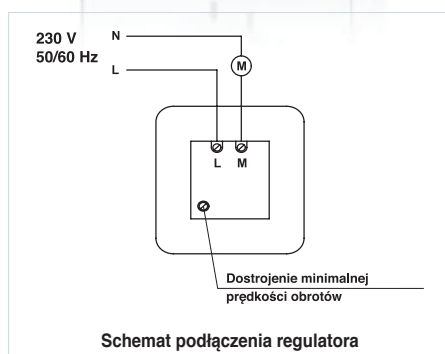 230 V
50/60 Hz
N
L
M
L M
Dostrojenie minimalnej
prędkości obrotów
Schemat podłączenia regulatora